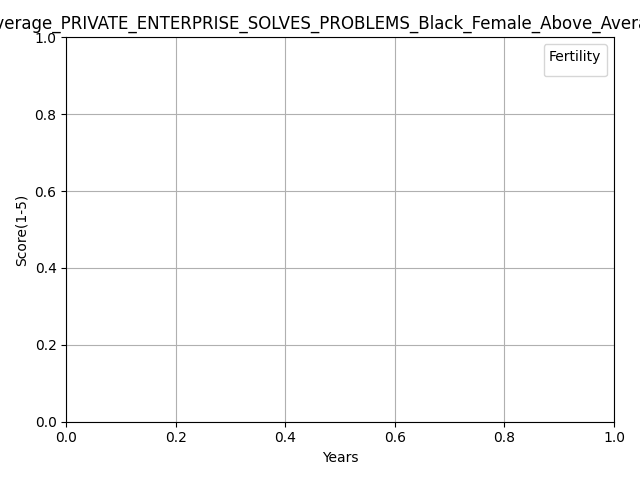 verage_PRIVATE_ENTERPRISE_SOLVES_PROBLEMS_Black_Female_Above_Avera
Fertility
1.0
0.8
0.6
0.4
0.2
0.0
Score(1-5)
0.0 0.2 0.4 0.6 0.8 1.0
Years